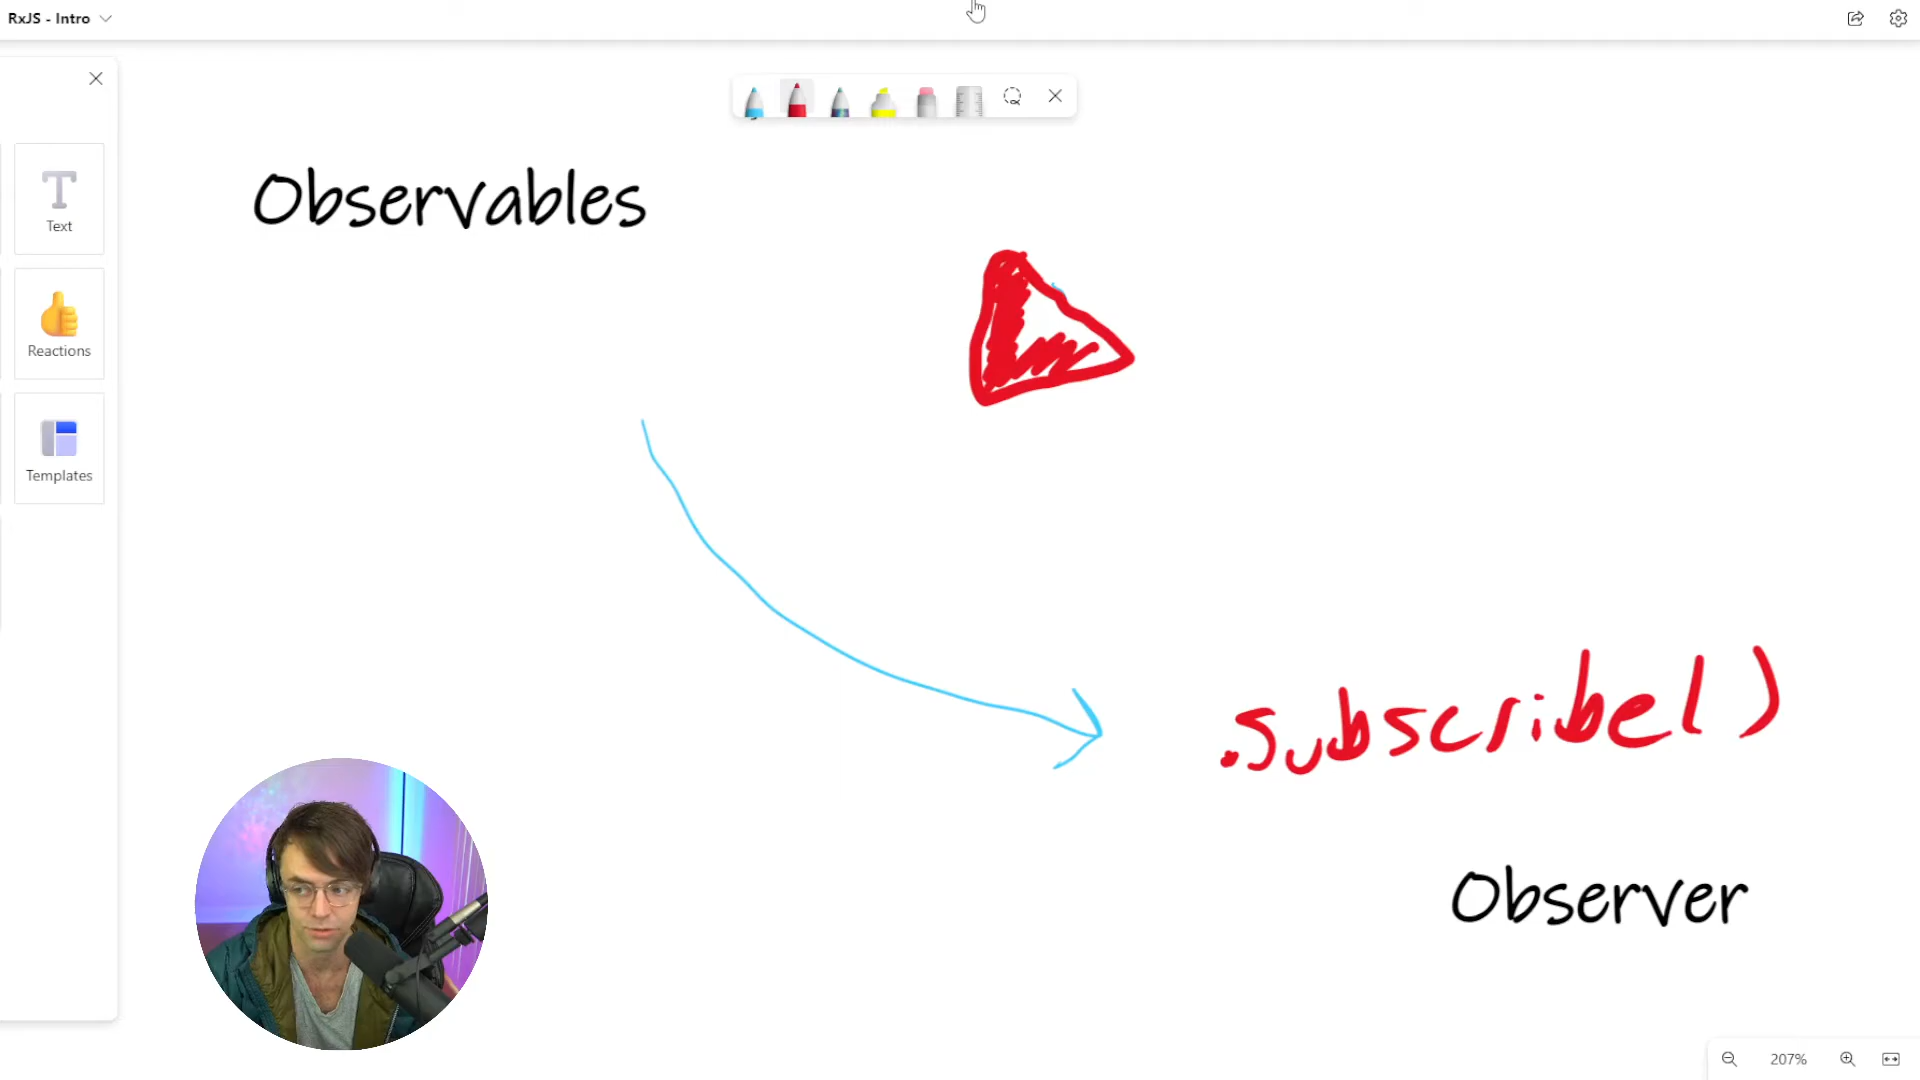 RxJS - Intro
Observables
Text
Reactions
Templates
.subscribe()
Observer
207%